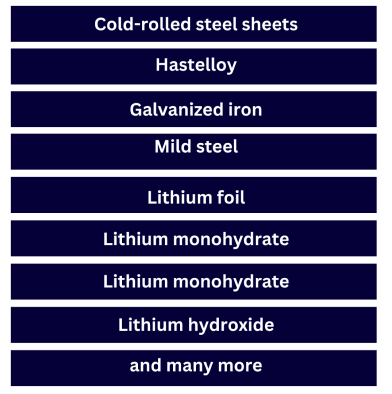 Cold-rolled steel sheets
Hastelloy
Galvanized iron
Mild steel
Lithium foil
Lithium monohydrate
Lithium monohydrate
Lithium hydroxide
and many more